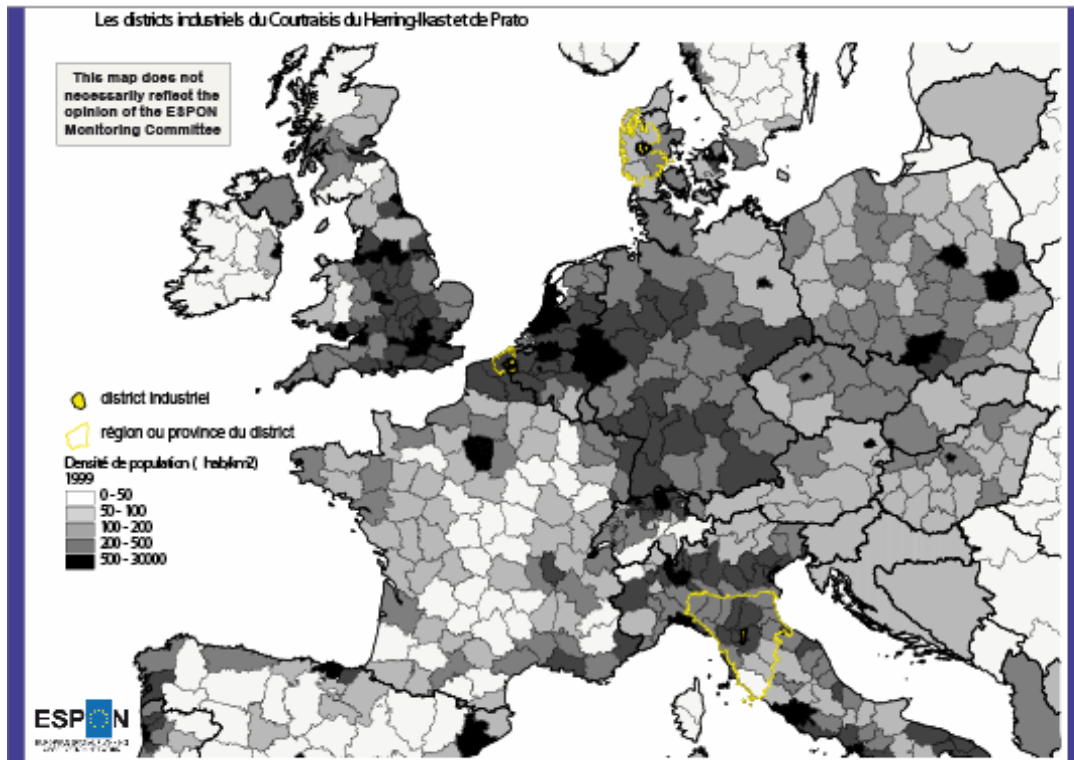 Les districts industriels du Courtraisis du Herring-Ikast et de Prato
This map does not
necessarily reflect the
opinion of the ESPON
Monitoring Committee
district industriel
région ou province du district
Densité de population ( hab/km2)
1999
0 - 50
50 - 100
100 - 200
200 - 500
500 - 30000
ESPON